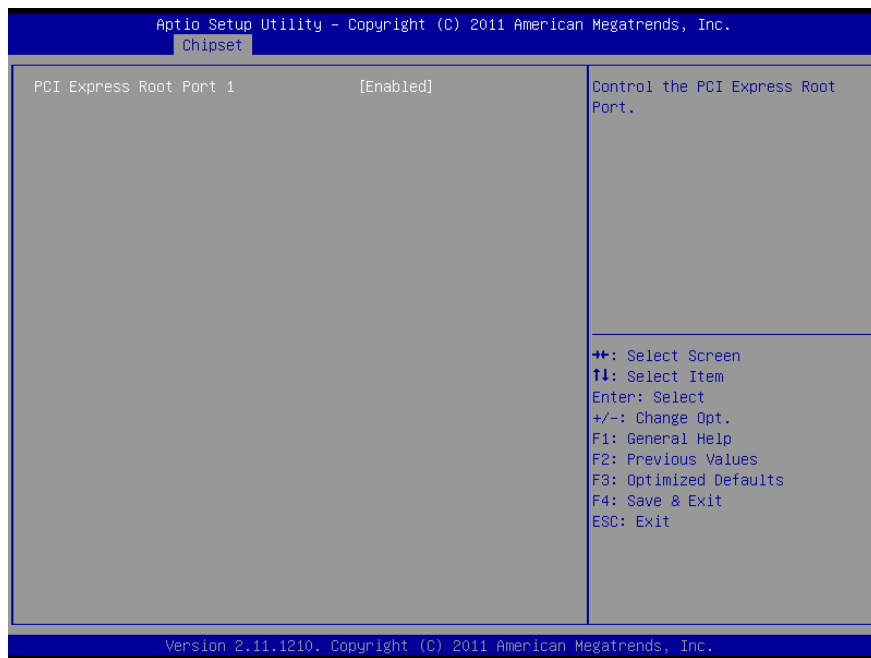 Aptio Setup Utility – Copyright (C) 2011 American Megatrends, Inc.
Chipset
PCI Express Root Port 1 [Enabled]
Control the PCI Express Root
Port.
→←: Select Screen
↑↓: Select Item
Enter: Select
+/-: Change Opt.
F1: General Help
F2: Previous Values
F3: Optimized Defaults
F4: Save & Exit
ESC: Exit
Version 2.11.1210. Copyright (C) 2011 American Megatrends, Inc.